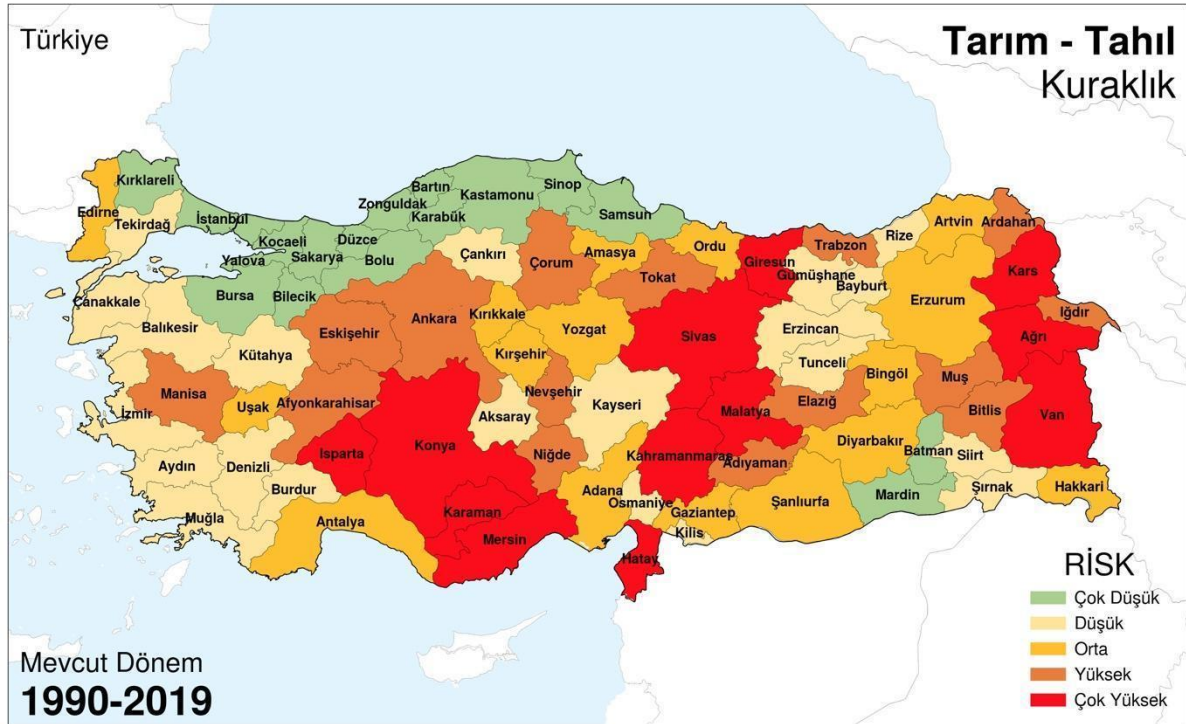 Türkiye
Tarım - Tahıl
Kuraklık
Kırklareli
Edirne
Tekirdağ
İstanbul
Kocaeli
Yalova
Sakarya
Düzce
Bolu
Zonguldak
Bartın
Karabük
Kastamonu
Sinop
Samsun
Çanakkale
Balıkesir
Bursa
Bilecik
Kütahya
Eskişehir
Ankara
Çankırı
Kırıkkale
Çorum
Amasya
Tokat
Ordu
Giresun
Gümüşhane
Trabzon
Bayburt
Rize
Artvin
Ardahan
Kars
Erzurum
Iğdır
Ağrı
Manisa
Uşak
Afyonkarahisar
İzmir
Kırşehir
Yozgat
Nevşehir
Aksaray
Kayseri
Sivas
Erzincan
Tunceli
Bingöl
Muş
Bitlis
Van
Malatya
Elazığ
Aydın
Denizli
Burdur
Isparta
Konya
Niğde
Kahramanmaraş
Adıyaman
Diyarbakır
Batman
Siirt
Şırnak
Hakkari
Mardin
Şanlıurfa
Muğla
Antalya
Karaman
Mersin
Adana
Osmaniye
Gaziantep
Kilis
Hatay
RİSK
Çok Düşük
Düşük
Orta
Yüksek
Çok Yüksek
Mevcut Dönem
1990-2019